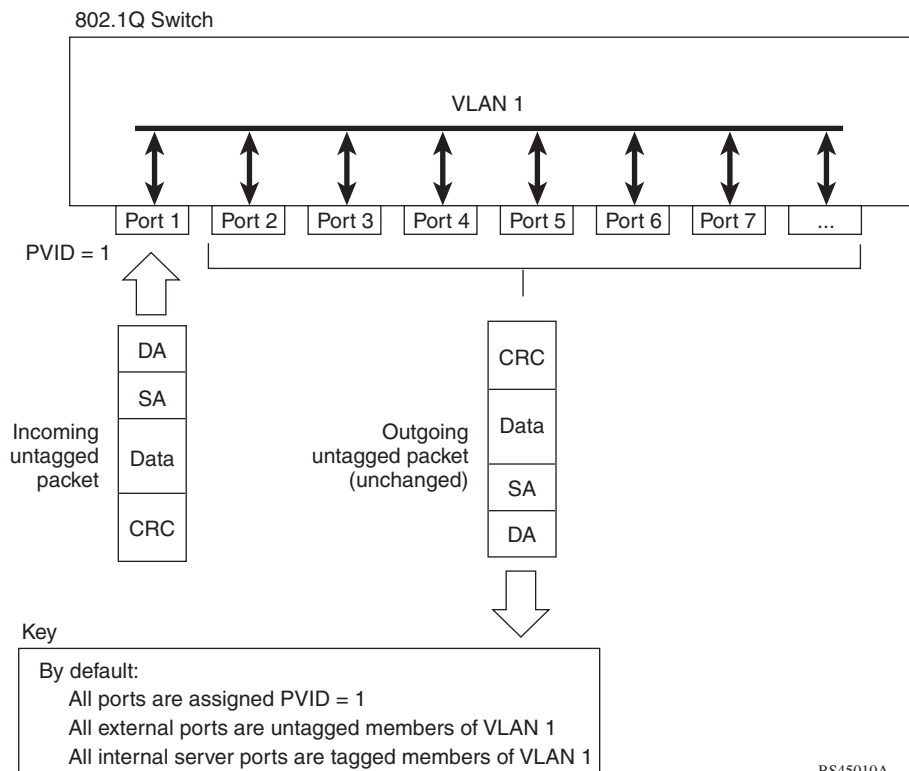 802.1Q Switch
VLAN 1
Port 1
Port 2
Port 3
Port 4
Port 5
Port 6
Port 7
...
PVID = 1
DA
SA
Data
CRC
Incoming
untagged
packet
CRC
Data
SA
DA
Outgoing
untagged packet
(unchanged)
Key
By default:
All ports are assigned PVID = 1
All external ports are untagged members of VLAN 1
All internal server ports are tagged members of VLAN 1
BS45010A